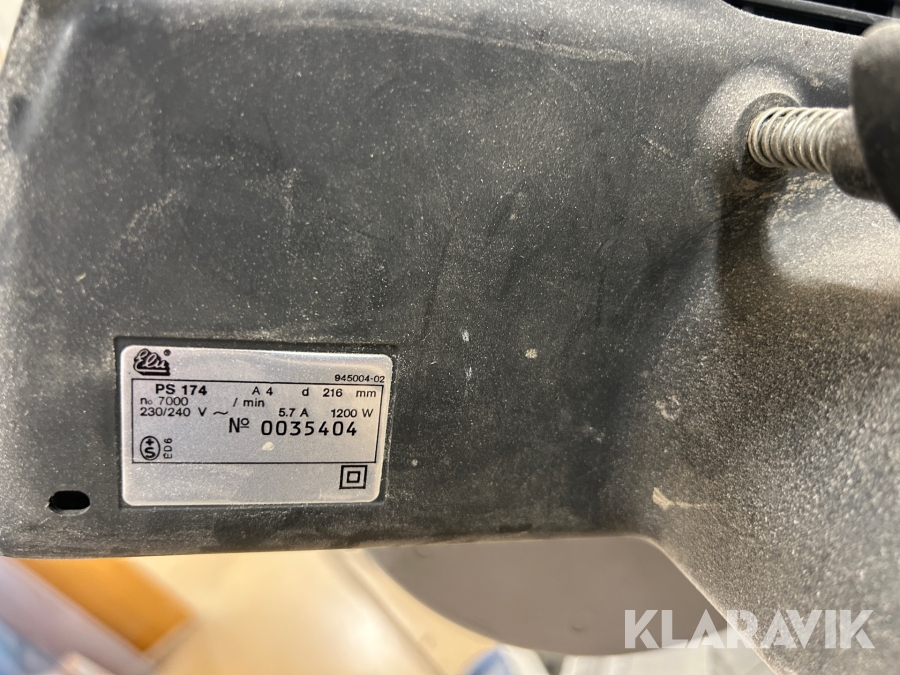 Elu®
945004-02
PS 174 A 4 d 216 mm
n₀ 7000 / min
230/240 V ~ 5.7 A 1200 W
Nº 0035404
+S ED6
KLARAVIK